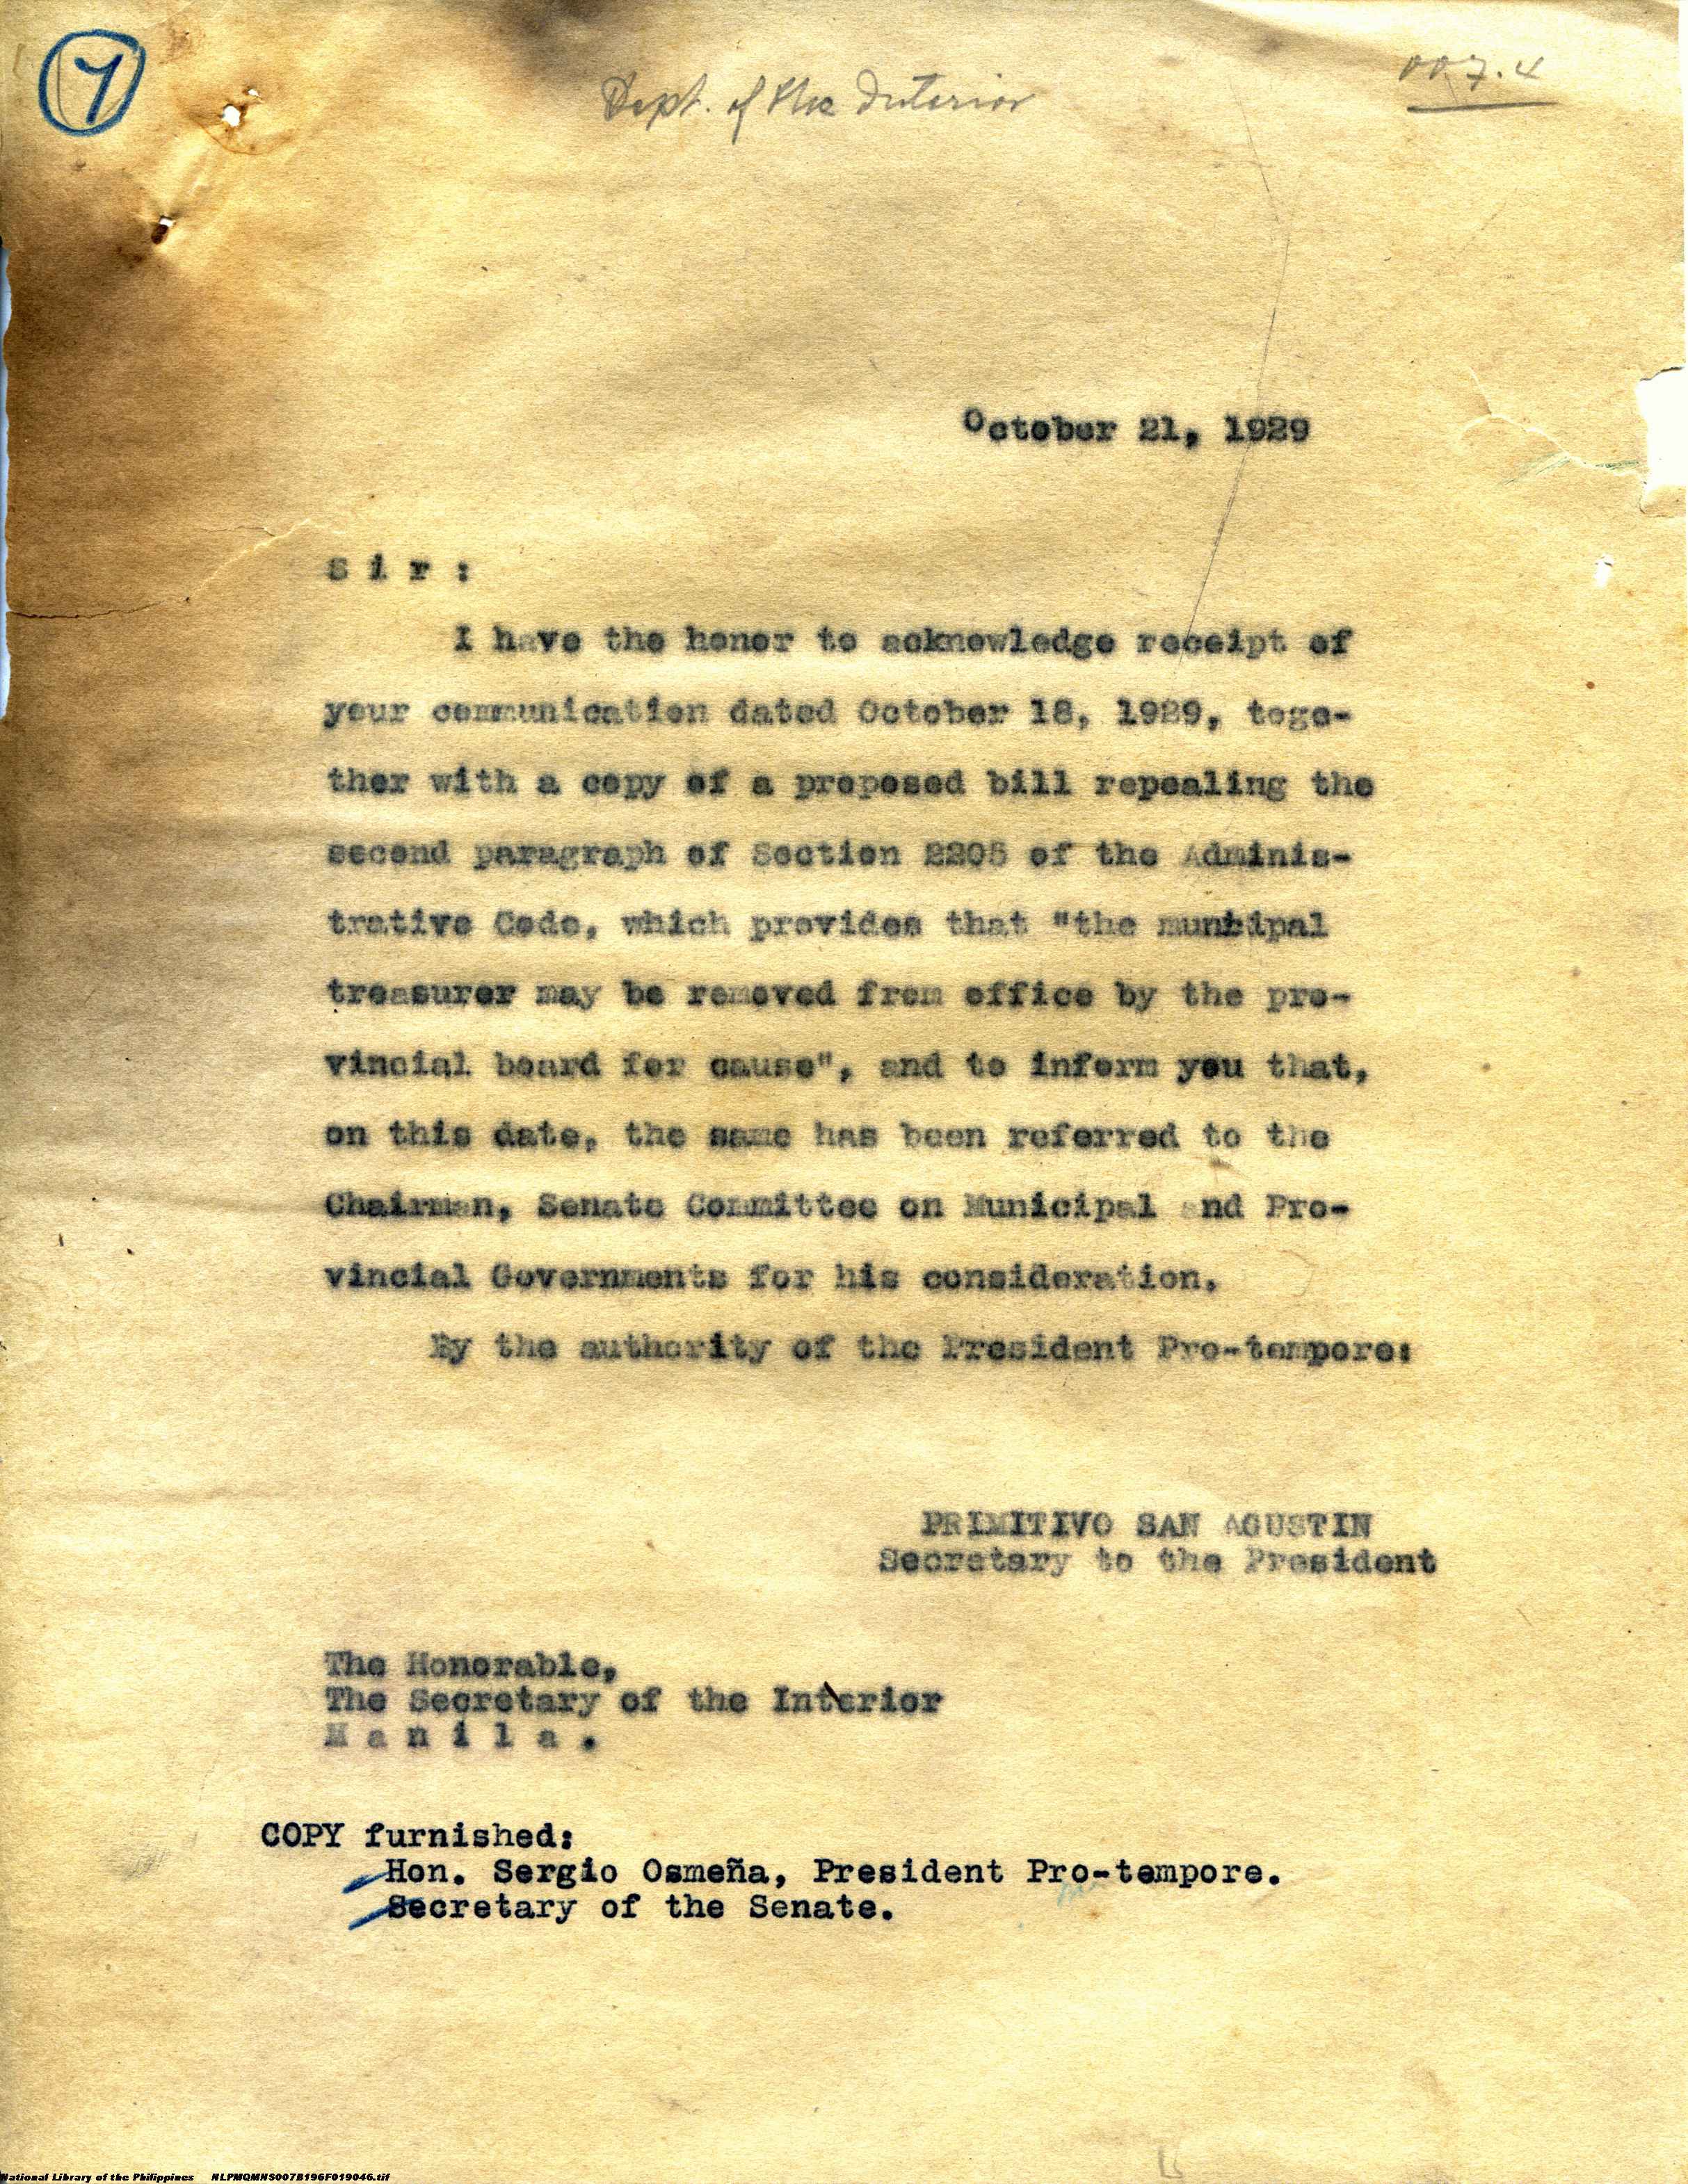 7
Dept. of the Interior
007.4
October 21, 1929
S i r :
I have the honor to acknowledge receipt of
your communication dated October 18, 1929, toge-
ther with a copy of a proposed bill repealing the
second paragraph of Section 2205 of the Adminis-
trative Code, which provides that "the muncipal
treasurer may be removed from office by the pro-
vincial board for cause", and to inform you that,
on this date, the same has been referred to the
Chairman, Senate Committee on Municipal and Pro-
vincial Governments for his consideration.
By the authority of the President Pro-tempore:
PRIMITIVO SAN AGUSTIN
Secretary to the President
The Honorable,
The Secretary of the Interior
M a n i l a .
COPY furnished:
Hon. Sergio Osmeña, President Pro-tempore.
Secretary of the Senate.
National Library of the Philippines NLPMQMNS007B196F019046.tif